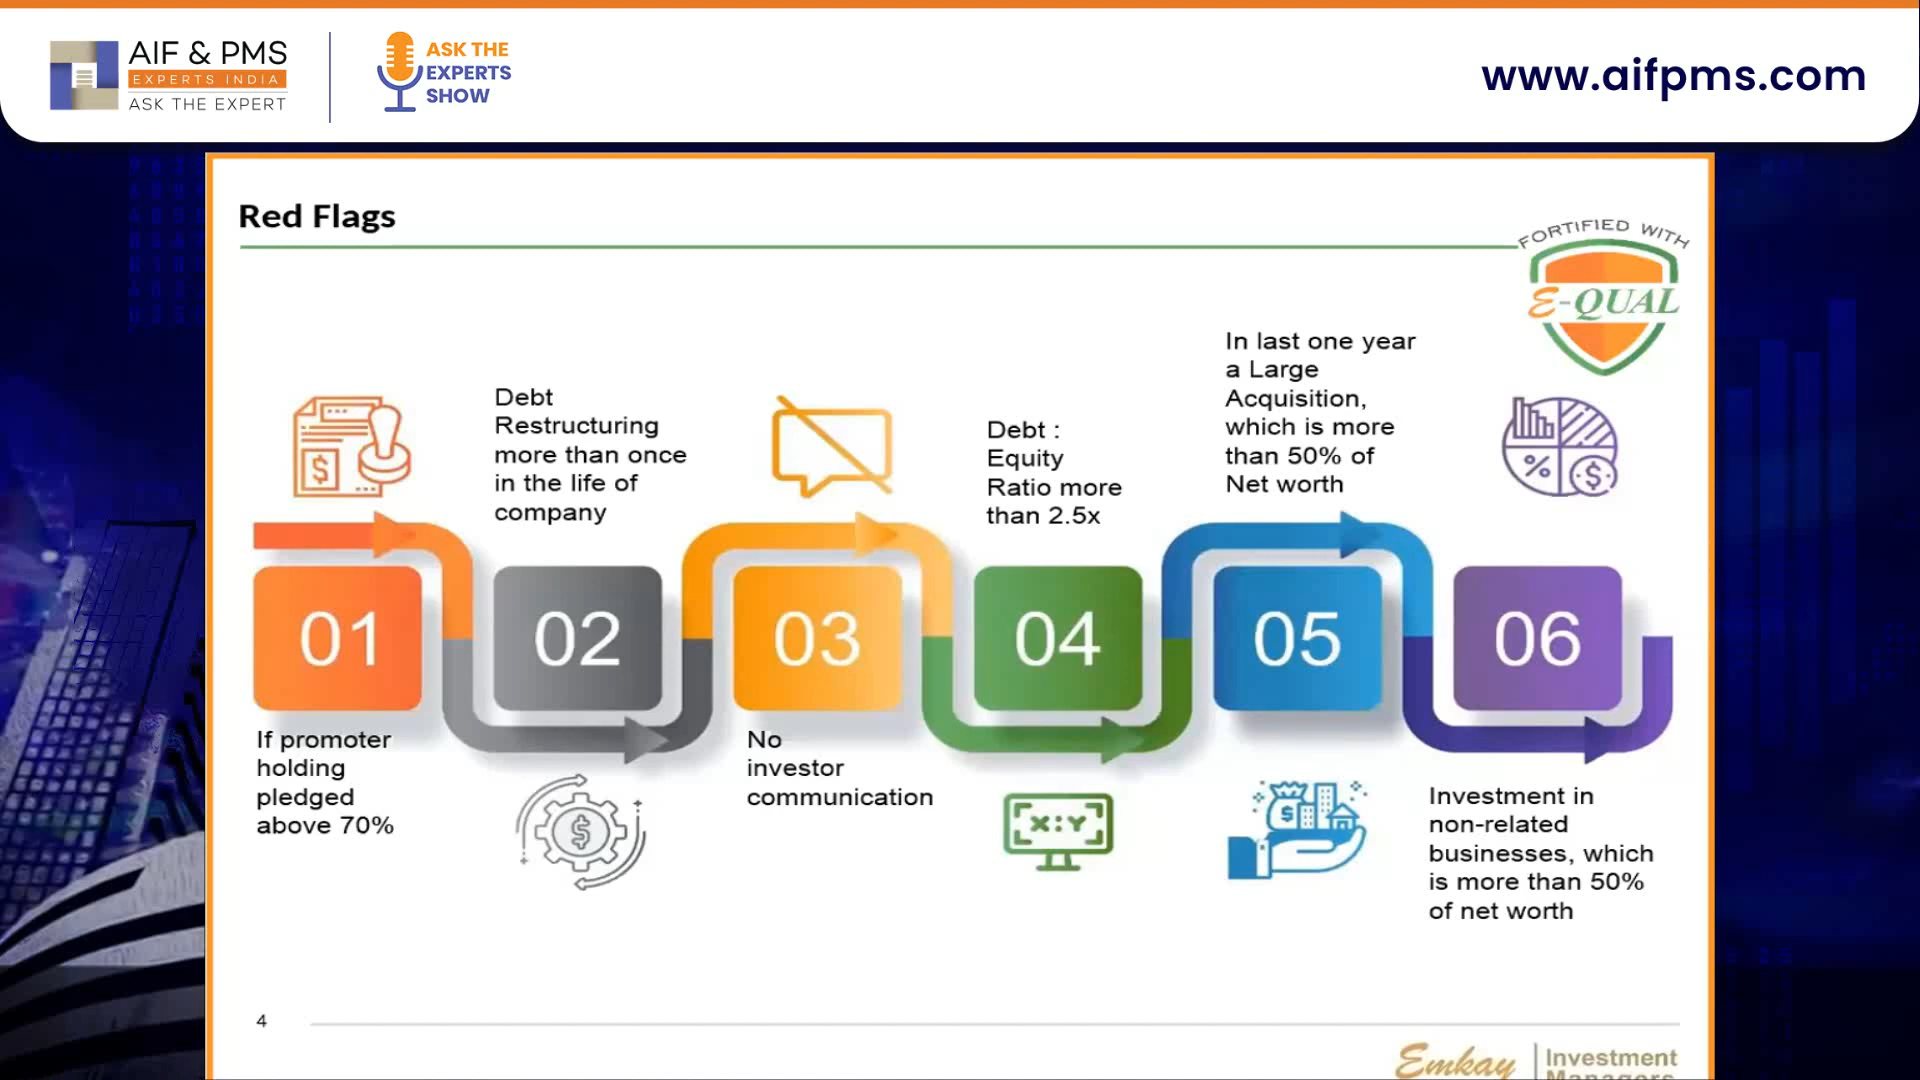 AIF & PMS
EXPERTS INDIA
ASK THE EXPERT
ASK THE
EXPERTS
SHOW
www.aifpms.com
Red Flags
FORTIFIED WITH
E-QUAL
Debt
Restructuring
more than once
in the life of
company
Debt :
Equity
Ratio more
than 2.5x
In last one year
a Large
Acquisition,
which is more
than 50% of
Net worth
01
02
03
04
05
06
If promoter
holding
pledged
above 70%
No
investor
communication
X:Y
Investment in
non-related
businesses, which
is more than 50%
of net worth
4
Emkay
Investment
Managers